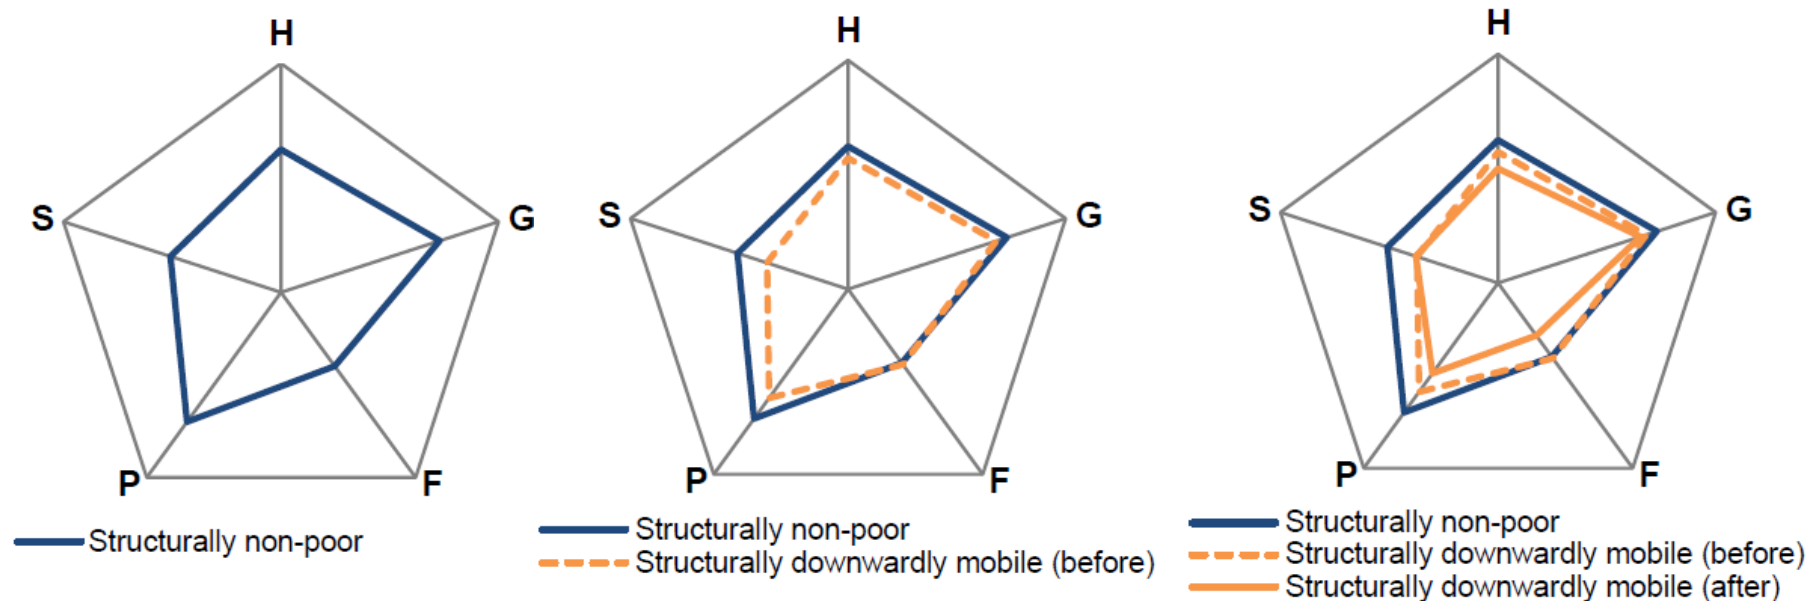 H
S
G
P
F
Structurally non-poor
H
S
G
P
F
Structurally non-poor
Structurally downwardly mobile (before)
H
S
G
P
F
Structurally non-poor
Structurally downwardly mobile (before)
Structurally downwardly mobile (after)